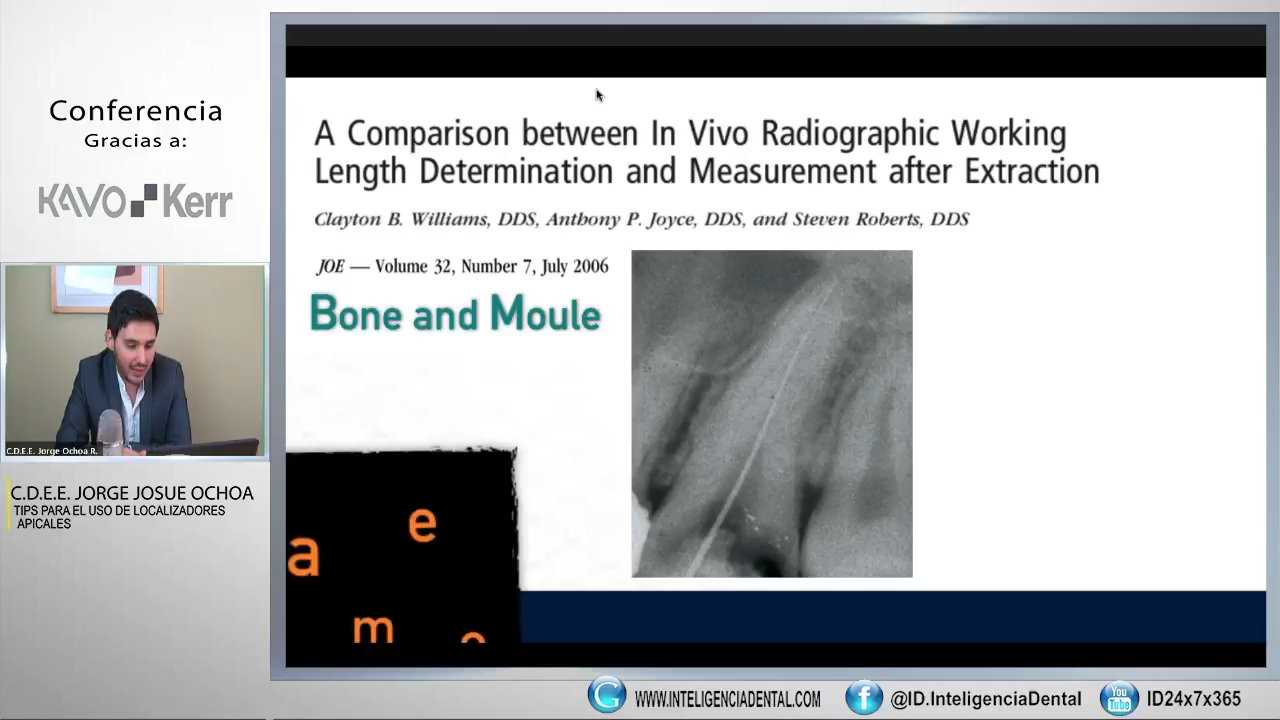 Conferencia
Gracias a:
KAVO Kerr
C.D.E.E. Jorge Ochoa R.
C.D.E.E. JORGE JOSUE OCHOA
TIPS PARA EL USO DE LOCALIZADORES
APICALES
A Comparison between In Vivo Radiographic Working
Length Determination and Measurement after Extraction
Clayton B. Williams, DDS, Anthony P. Joyce, DDS, and Steven Roberts, DDS
JOE — Volume 32, Number 7, July 2006
Bone and Moule
e
a
m
WWW.INTELIGENCIADENTAL.COM
@ID.InteligenciaDental
You
Tube
ID24x7x365